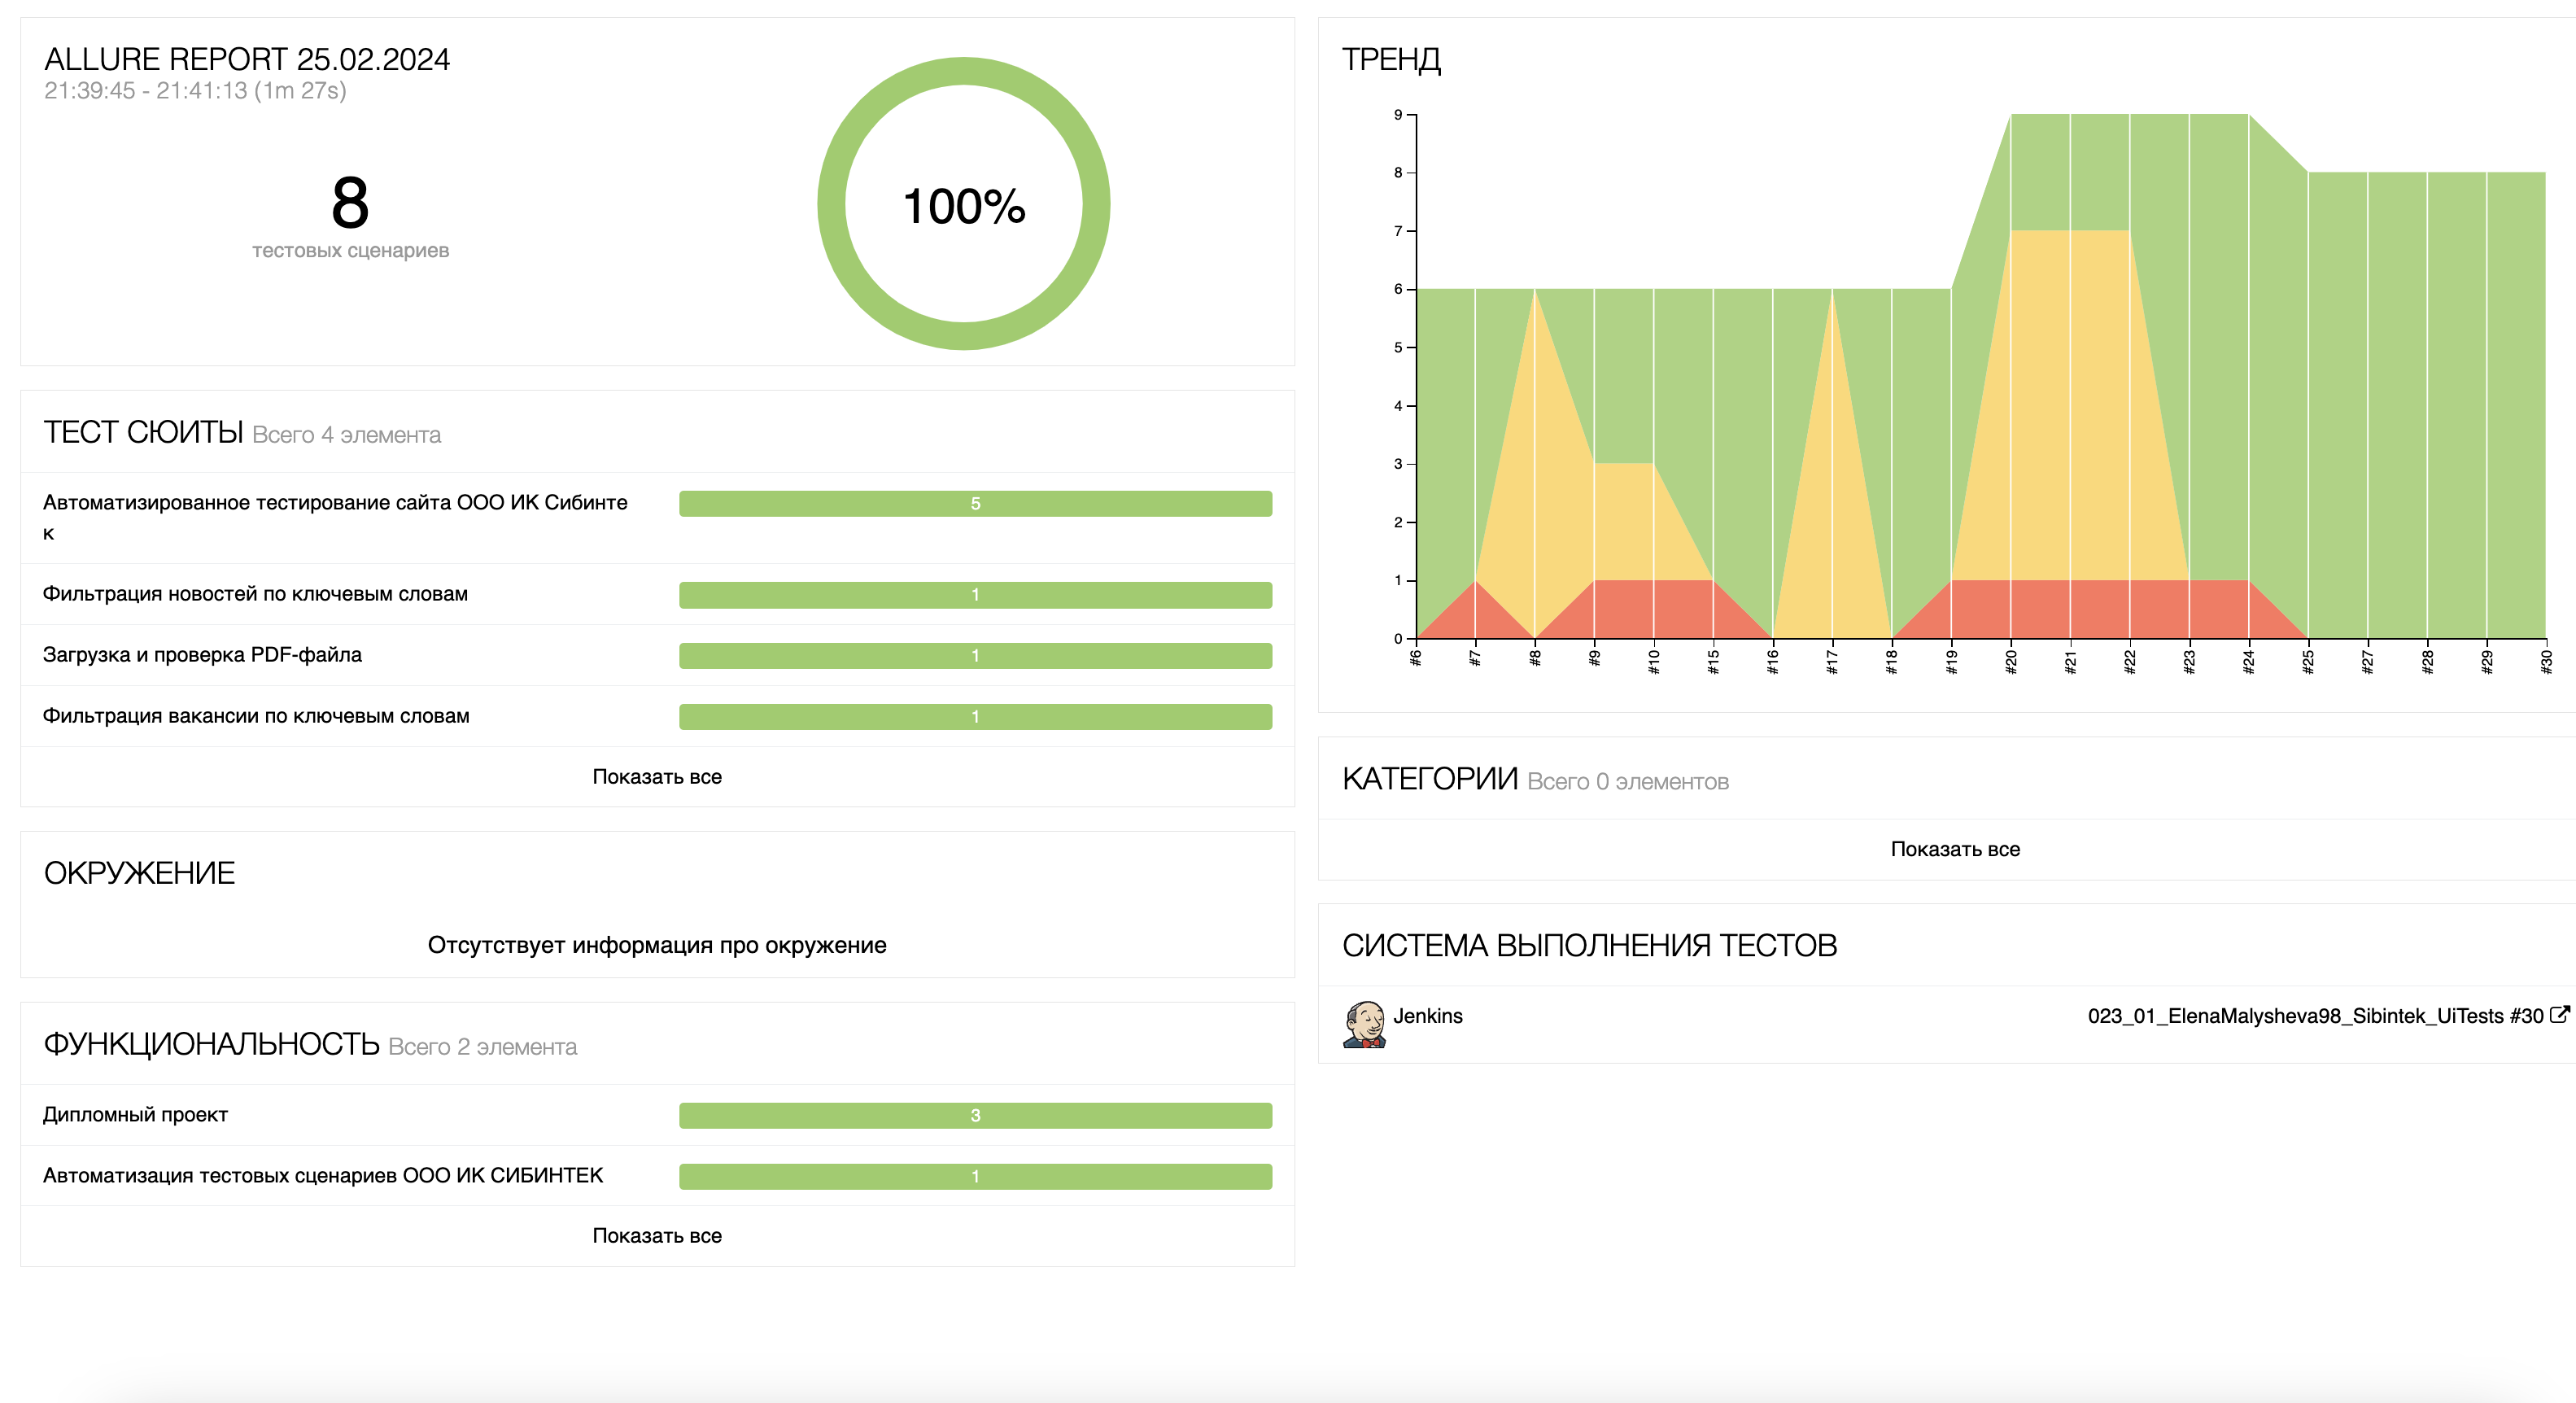 ALLURE REPORT 25.02.2024
21:39:45 - 21:41:13 (1m 27s)
8
тестовых сценариев
100%
ТЕСТ СЮИТЫ Всего 4 элемента
Автоматизированное тестирование сайта ООО ИК Сибинте
к
5
Фильтрация новостей по ключевым словам
1
Загрузка и проверка PDF-файла
1
Фильтрация вакансии по ключевым словам
1
Показать все
ОКРУЖЕНИЕ
Отсутствует информация про окружение
ФУНКЦИОНАЛЬНОСТЬ Всего 2 элемента
Дипломный проект
3
Автоматизация тестовых сценариев ООО ИК СИБИНТЕК
1
Показать все
ТРЕНД
9
8
7
6
5
4
3
2
1
0
#6 #7 #8 #9 #10 #15 #16 #17 #18 #19 #20 #21 #22 #23 #24 #25 #27 #28 #29 #30
КАТЕГОРИИ Всего 0 элементов
Показать все
СИСТЕМА ВЫПОЛНЕНИЯ ТЕСТОВ
Jenkins
023_01_ElenaMalysheva98_Sibintek_UiTests #30